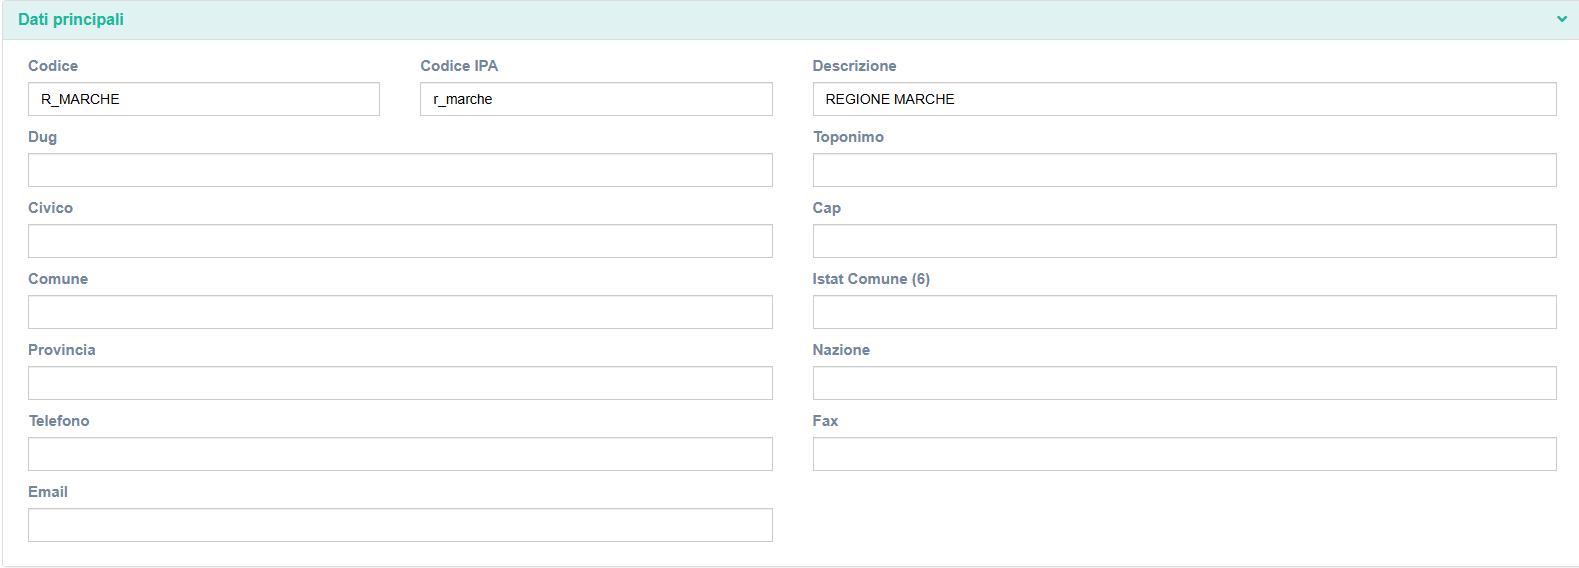 Dati principali
Codice Codice IPA Descrizione
R_MARCHE r_marche REGIONE MARCHE
Dug Toponimo
Civico Cap
Comune Istat Comune (6)
Provincia Nazione
Telefono Fax
Email